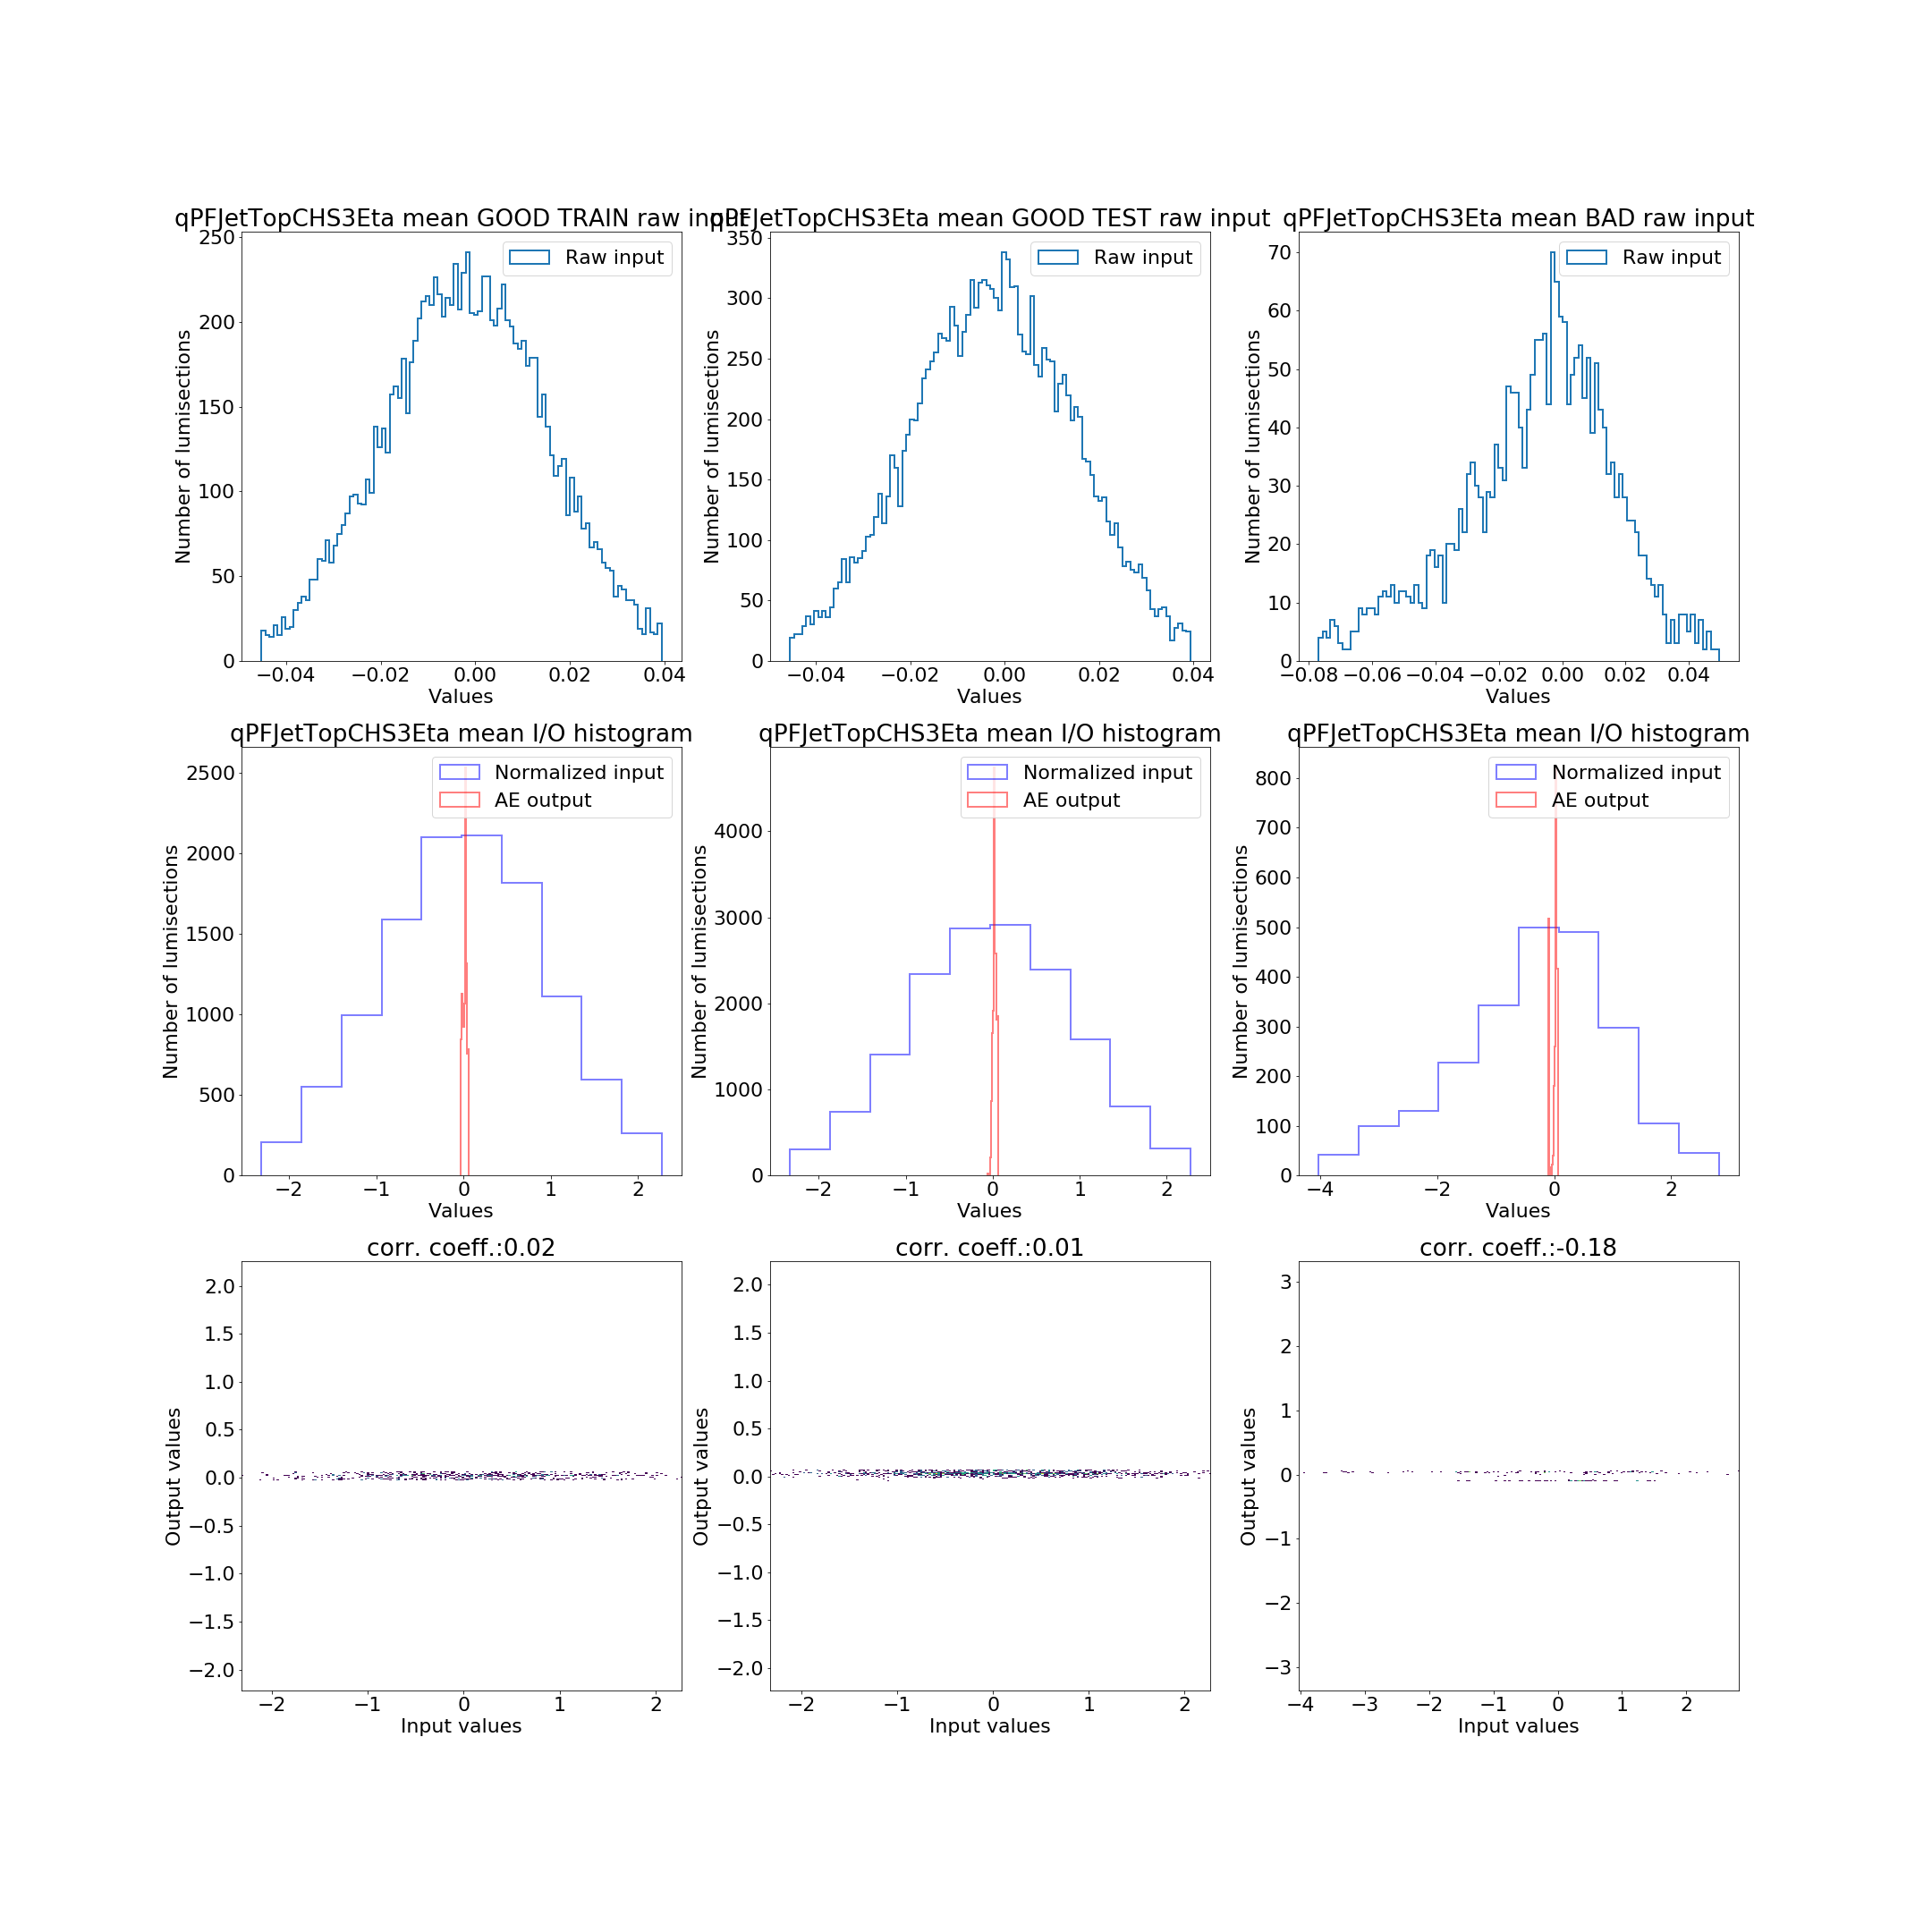 qPFJetTopCHS3Eta mean GOOD TRAIN raw input
qPFJetTopCHS3Eta mean GOOD TEST raw input
qPFJetTopCHS3Eta mean BAD raw input
Raw input
Raw input
Raw input
Number of lumisections
Number of lumisections
Number of lumisections
250
200
150
100
50
0
350
300
250
200
150
100
50
0
70
60
50
40
30
20
10
0
−0.04 −0.02 0.00 0.02 0.04
−0.04 −0.02 0.00 0.02 0.04
−0.08 −0.06 −0.04 −0.02 0.00 0.02 0.04
Values
Values
Values
qPFJetTopCHS3Eta mean I/O histogram
qPFJetTopCHS3Eta mean I/O histogram
qPFJetTopCHS3Eta mean I/O histogram
Normalized input
AE output
Normalized input
AE output
Normalized input
AE output
Number of lumisections
Number of lumisections
Number of lumisections
2500
2000
1500
1000
500
0
4000
3000
2000
1000
0
800
700
600
500
400
300
200
100
0
−2 −1 0 1 2
−2 −1 0 1 2
−4 −2 0 2
Values
Values
Values
corr. coeff.:0.02
corr. coeff.:0.01
corr. coeff.:-0.18
Output values
Output values
Output values
2.0
1.5
1.0
0.5
0.0
−0.5
−1.0
−1.5
−2.0
2.0
1.5
1.0
0.5
0.0
−0.5
−1.0
−1.5
−2.0
3
2
1
0
−1
−2
−3
−2 −1 0 1 2
−2 −1 0 1 2
−4 −3 −2 −1 0 1 2
Input values
Input values
Input values